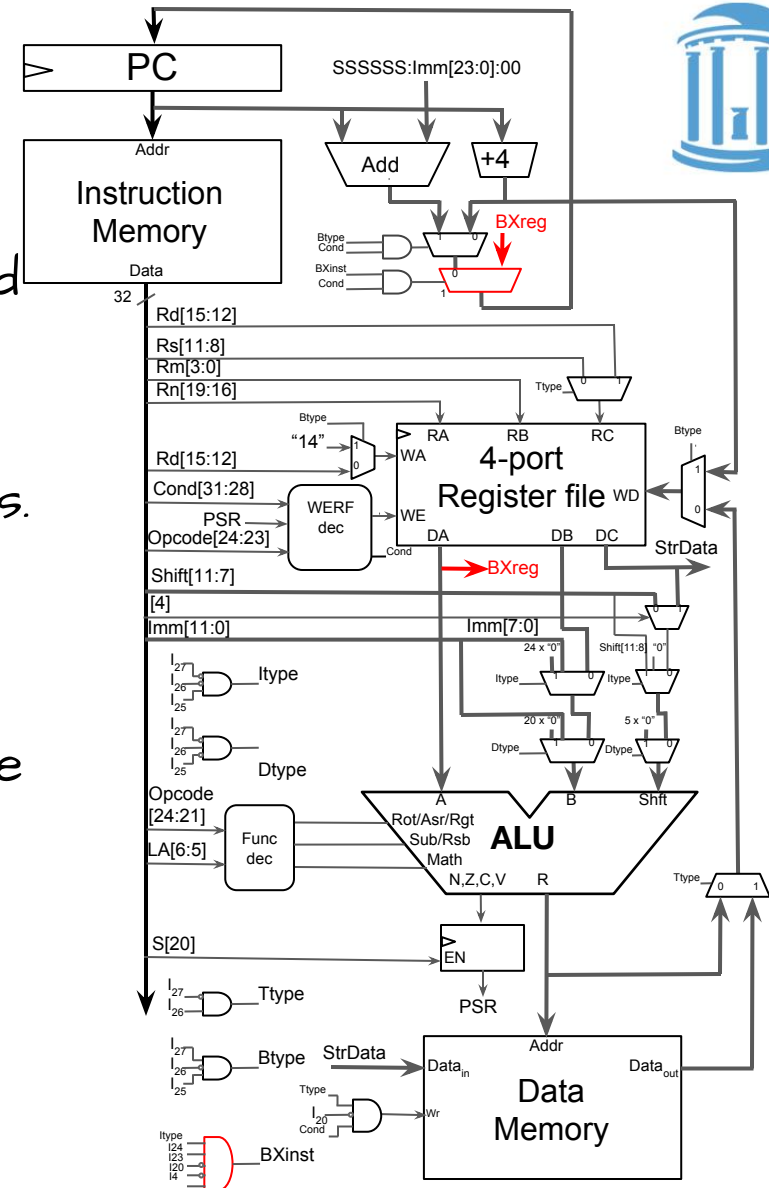 PC
SSSSSS:Imm[23:0]:00
Addr
Instruction
Memory
Data
32
Add
+4
BXreg
1 0
Btype
Cond
BXinst
Cond
0
1
d
s.
e
Rd[15:12]
Rs[11:8]
Rm[3:0]
Rn[19:16]
Ttype
0 1
Btype
"14"
1
0
Rd[15:12]
WA
RA RB RC
4-port
Register file
WD
Btype
1
0
Cond[31:28]
PSR
Opcode[24:23]
WERF
dec
WE
Cond
DA DB DC
StrData
BXreg
Shift[11:7]
[4]
0 1
Imm[11:0]
Imm[7:0]
24 x "0"
Shift[11:8] "0"
Itype
1 0
Itype
1 0
20 x "0"
5 x "0"
Dtype
1 0
Dtype
1 0
I27
I26
I25
Itype
I27
I26
I25
Dtype
Opcode
[24:21]
LA[6:5]
Func
dec
A B Shft
Rot/Asr/Rgt
Sub/Rsb
Math
ALU
N,Z,C,V R
Ttype
0 1
S[20]
EN
PSR
I27
I26
Ttype
I27
I26
I25
Btype
StrData
Ttype
I20
Cond
Wr
Addr
Data in
Data out
Data
Memory
Itype
I24
I23
I20
I4
BXinst